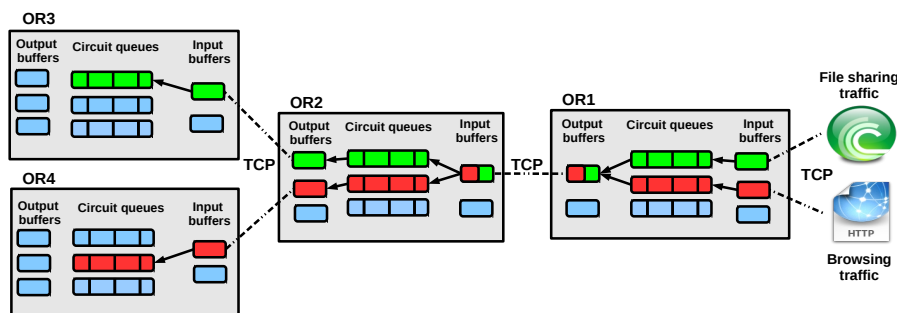 OR3
Output
buffers
Circuit queues
Input
buffers
OR4
Output
buffers
Circuit queues
Input
buffers
TCP
OR2
Output
buffers
Circuit queues
Input
buffers
TCP
OR1
Output
buffers
Circuit queues
Input
buffers
File sharing
traffic
TCP
HTTP
Browsing
traffic